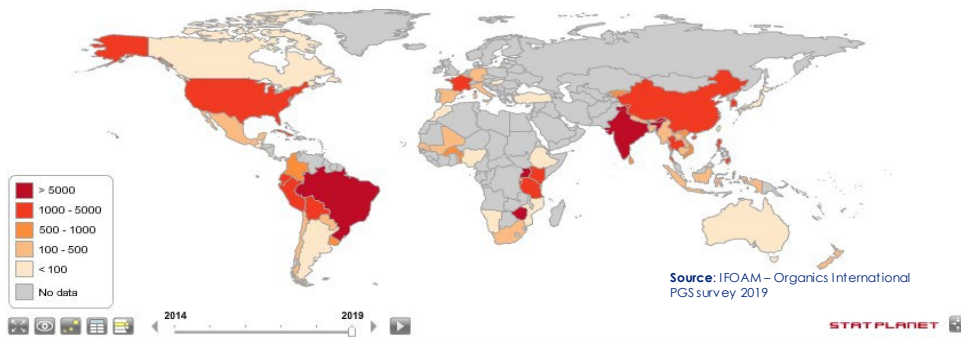 > 5000
1000 - 5000
500 - 1000
100 - 500
< 100
No data
Source: IFOAM – Organics International
PGS survey 2019
2014
2019
STATPLANET